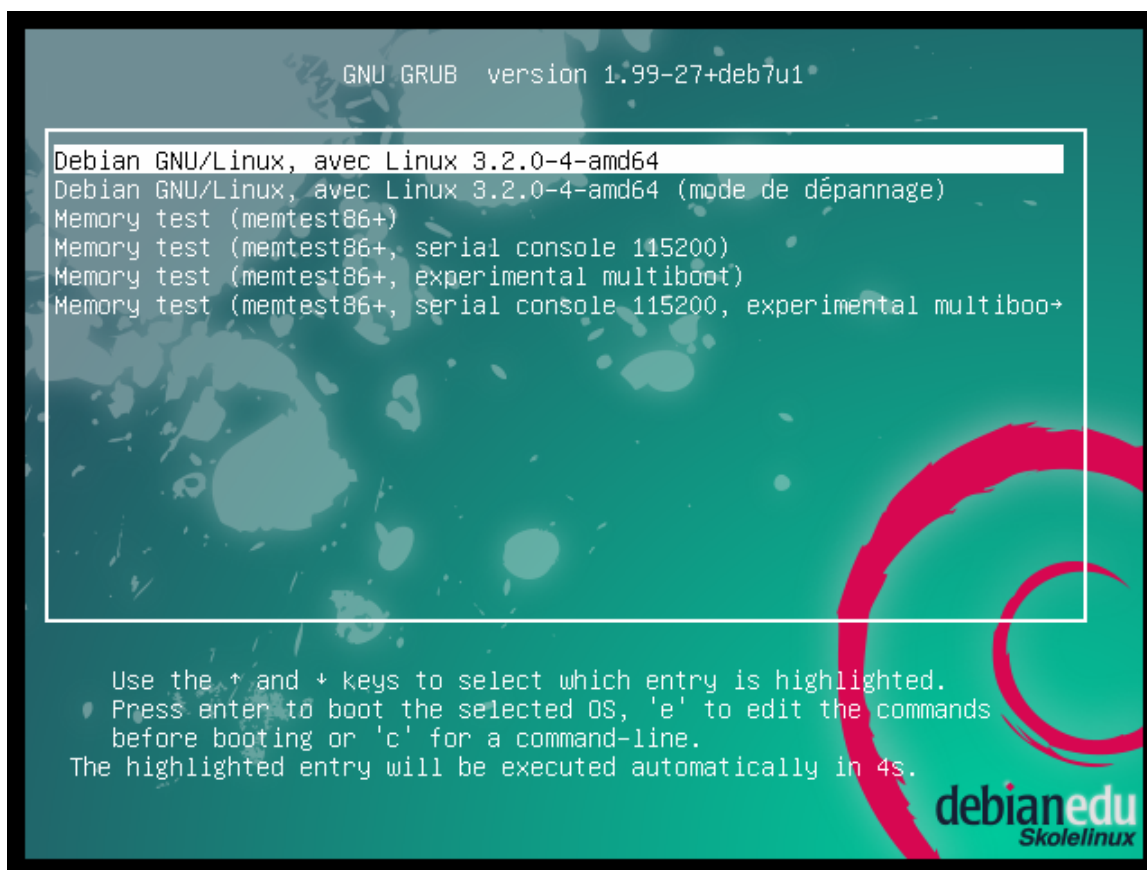 GNU GRUB  version 1.99-27+deb7u1
Debian GNU/Linux, avec Linux 3.2.0-4-amd64
Debian GNU/Linux, avec Linux 3.2.0-4-amd64 (mode de dépannage)
Memory test (memtest86+)
Memory test (memtest86+, serial console 115200)
Memory test (memtest86+, experimental multiboot)
Memory test (memtest86+, serial console 115200, experimental multiboo→
Use the ↑ and ↓ keys to select which entry is highlighted.
Press enter to boot the selected OS, 'e' to edit the commands
before booting or 'c' for a command-line.
The highlighted entry will be executed automatically in 4s.
debianedu
Skolelinux